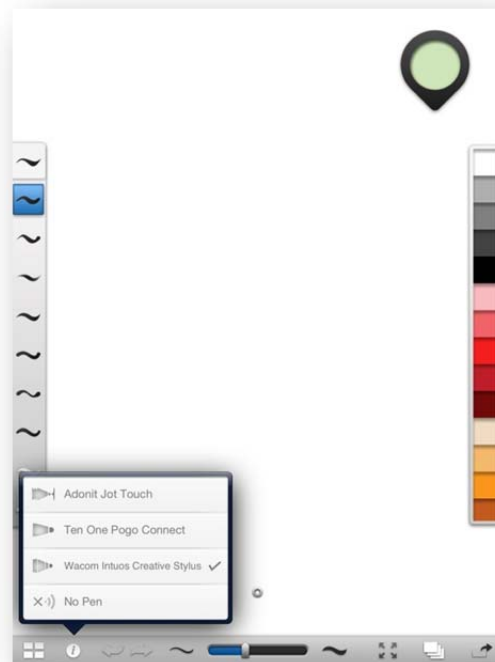 Adonit Jot Touch
Ten One Pogo Connect
Wacom Intuos Creative Stylus
No Pen